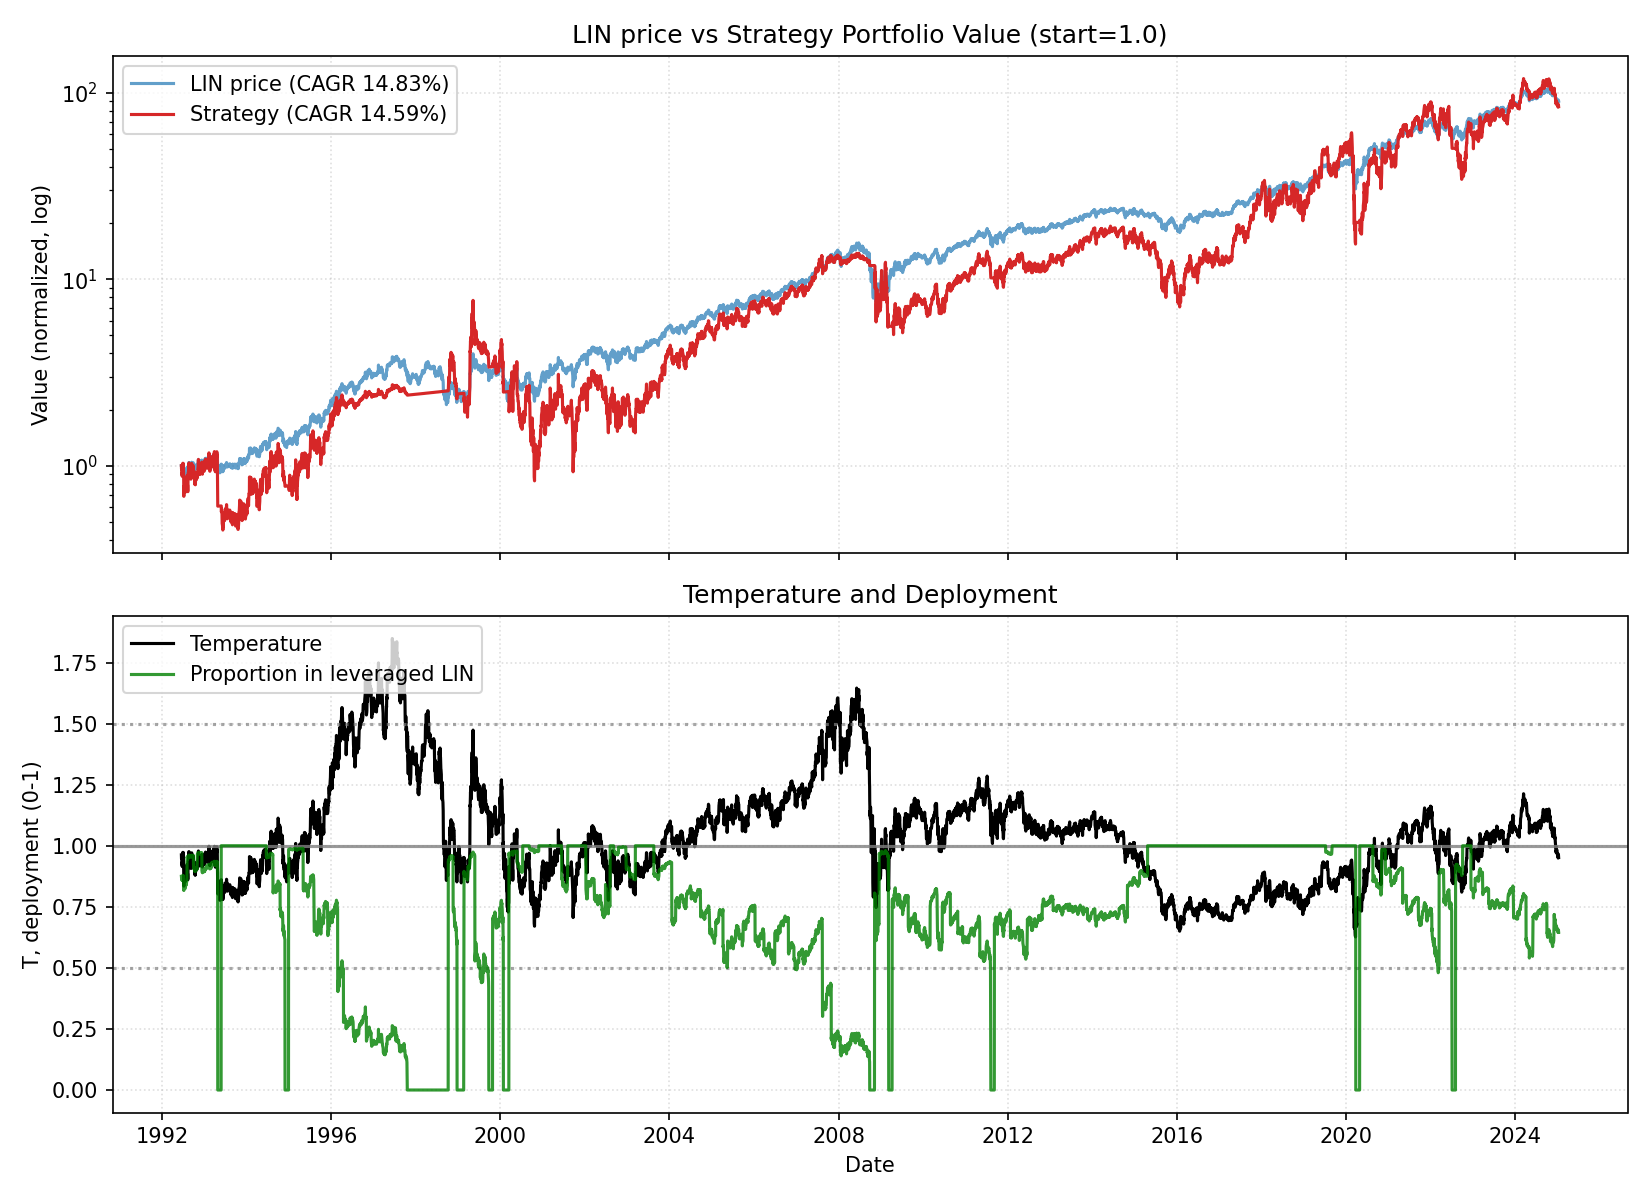 LIN price vs Strategy Portfolio Value (start=1.0)
LIN price (CAGR 14.83%)
Strategy (CAGR 14.59%)
Value (normalized, log)
10²
10¹
10⁰
Temperature and Deployment
Temperature
Proportion in leveraged LIN
T, deployment (0-1)
1.75
1.50
1.25
1.00
0.75
0.50
0.25
0.00
1992 1996 2000 2004 2008 2012 2016 2020 2024
Date